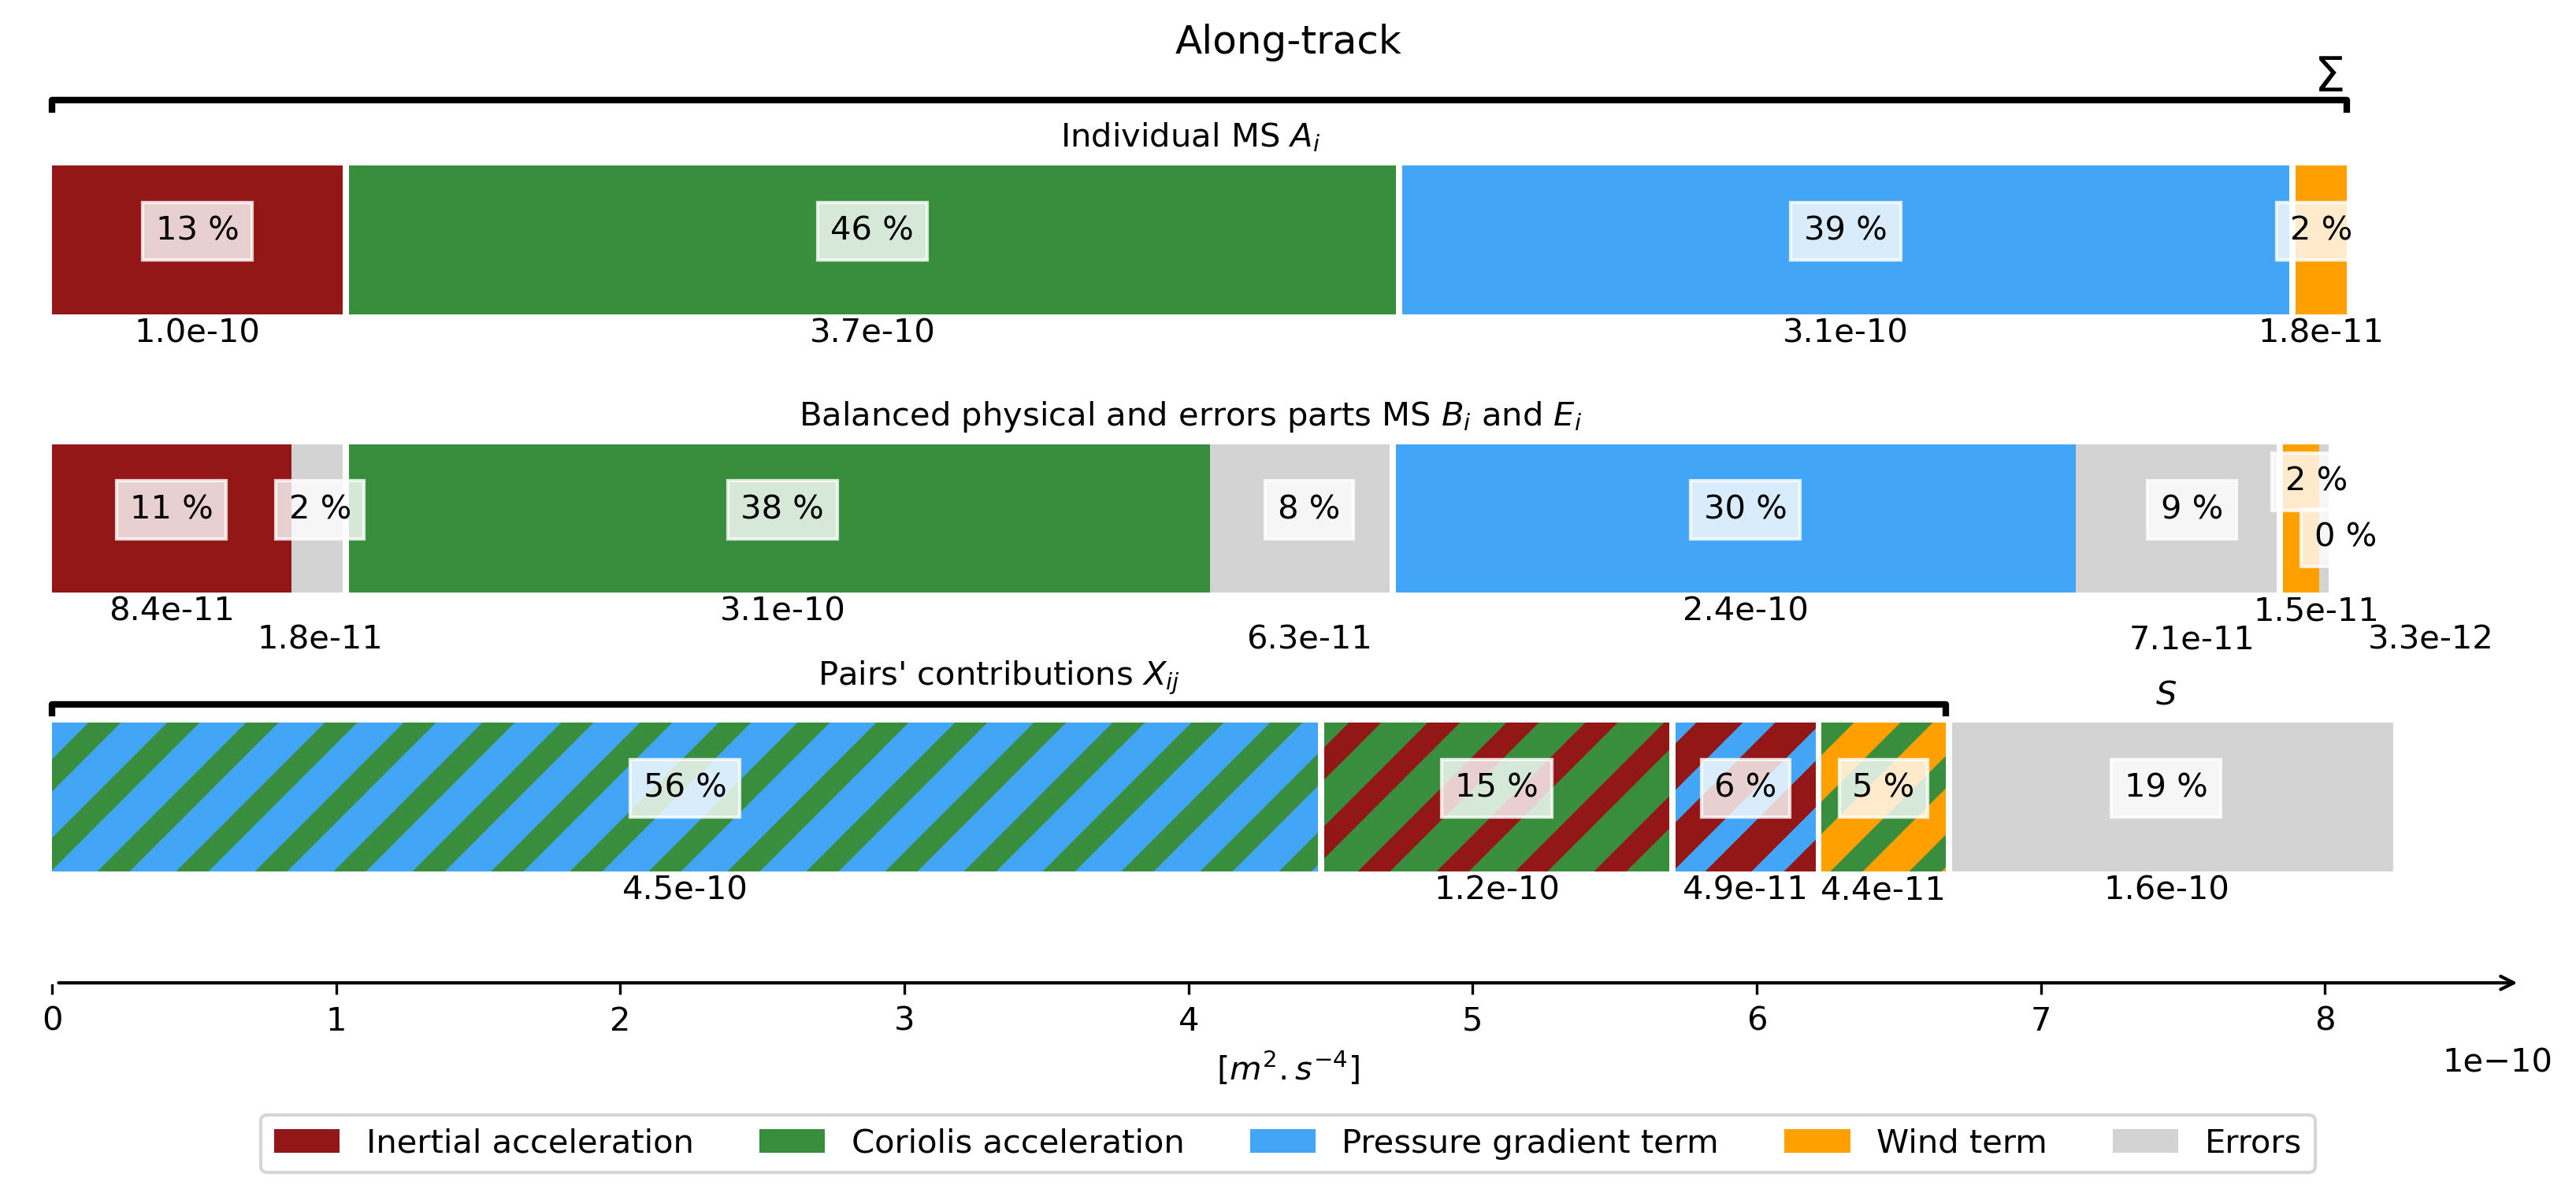 Along-track
Σ
Individual MS A_i
13 % 46 % 39 % 2 %
1.0e-10 3.7e-10 3.1e-10 1.8e-11
Balanced physical and errors parts MS B_i and E_i
11 % 2 % 38 % 8 % 30 % 9 % 2 % 0 %
8.4e-11 3.1e-10 2.4e-10 1.5e-11
1.8e-11 6.3e-11 7.1e-11 3.3e-12
Pairs' contributions X_ij
S
56 % 15 % 6 % 5 % 19 %
4.5e-10 1.2e-10 4.9e-11 4.4e-11 1.6e-10
0 1 2 3 4 5 6 7 8
1e−10
[m².s⁻⁴]
Inertial acceleration Coriolis acceleration Pressure gradient term Wind term Errors